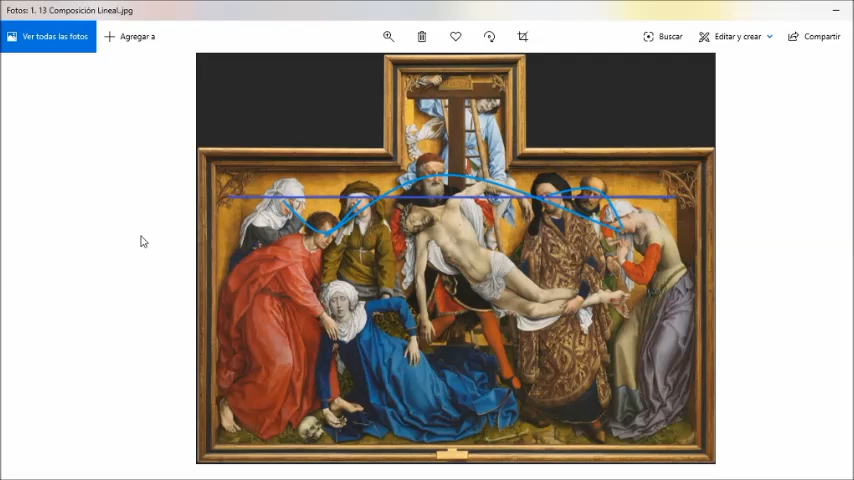 Fotos: 1. 13 Composición Lineal..jpg
Ver todas las fotos
Agregar a
Buscar
Editar y crear
Compartir